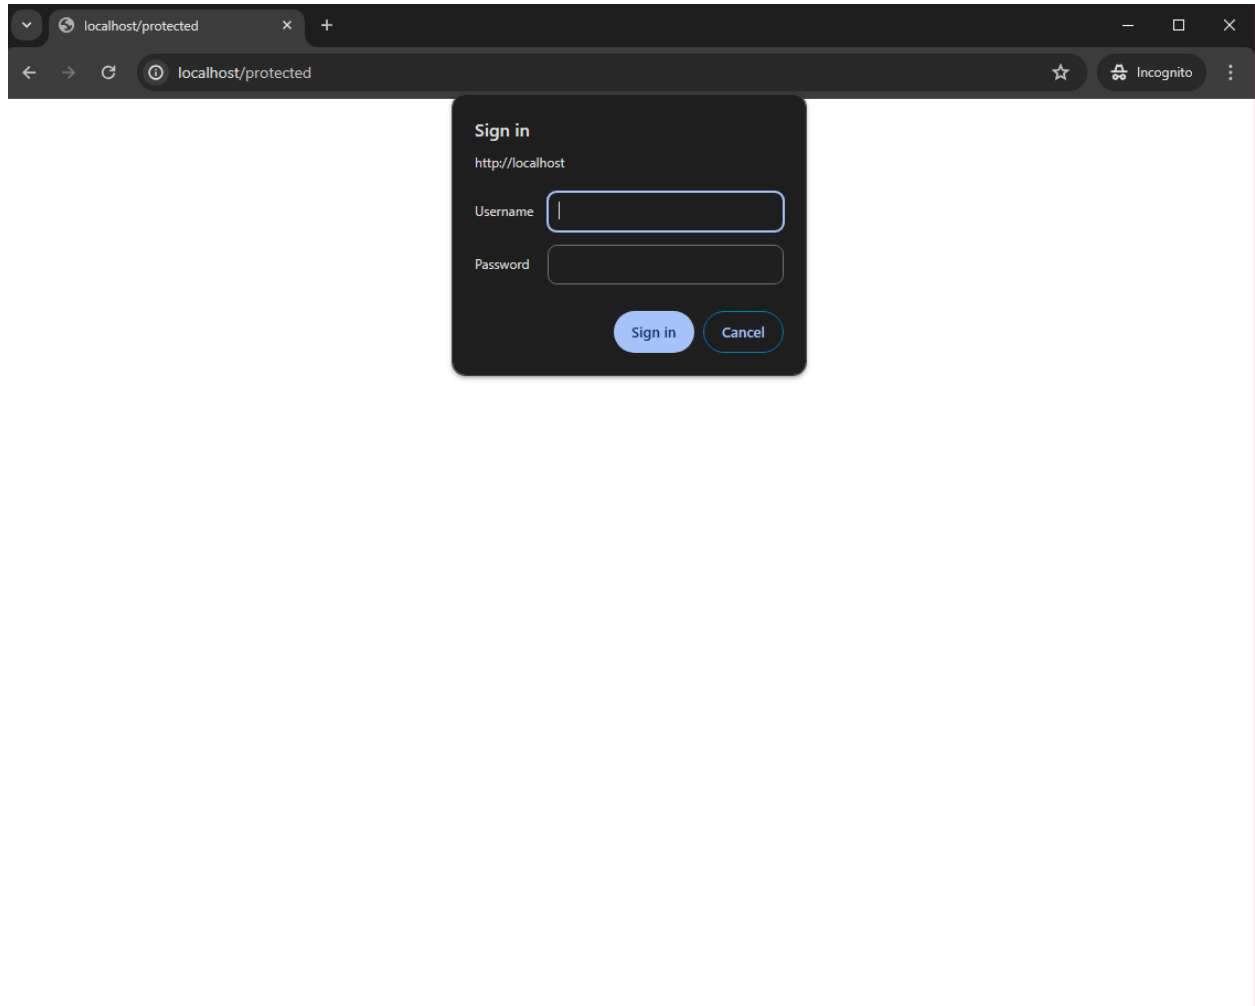 localhost/protected
localhost/protected
Incognito
Sign in
http://localhost
Username
Password
Sign in Cancel